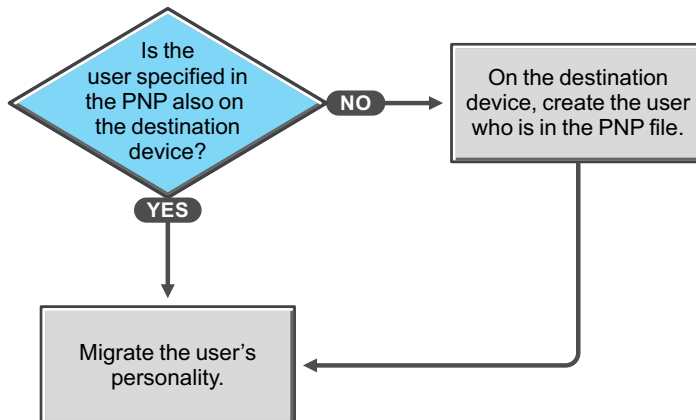 Is the
user specified in
the PNP also on
the destination
device?
NO
On the destination
device, create the user
who is in the PNP file.
YES
Migrate the user’s
personality.